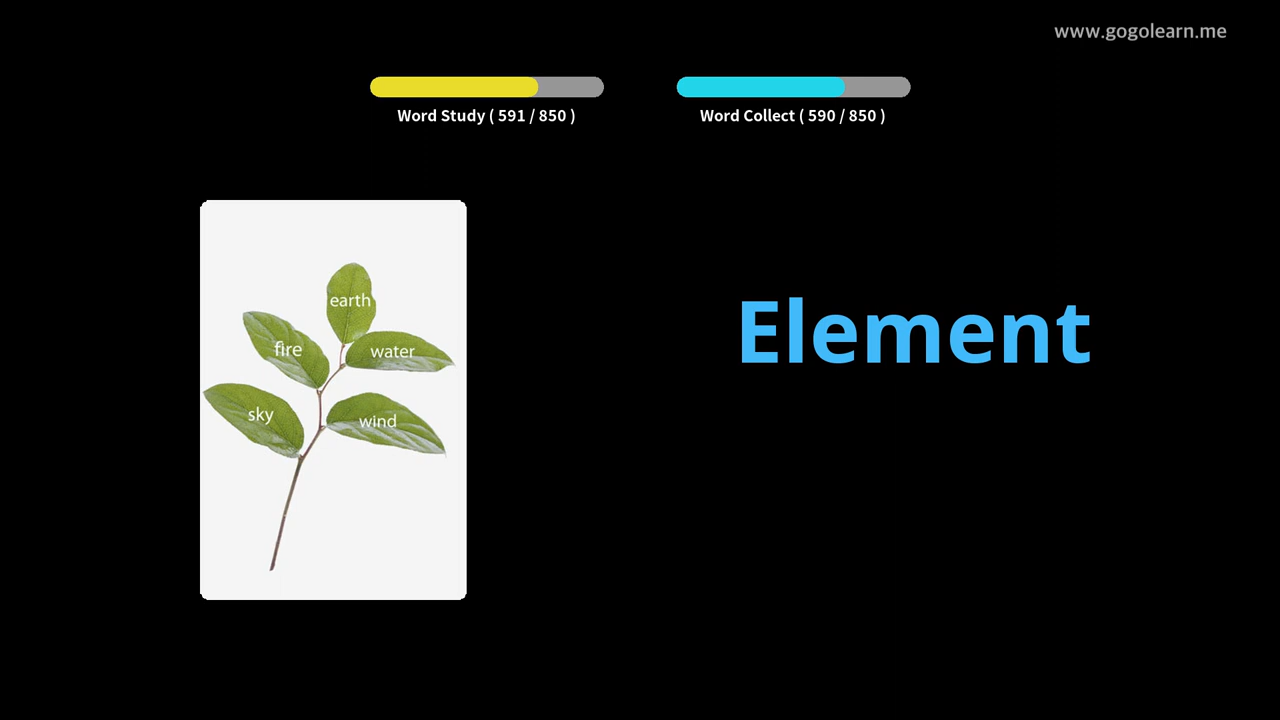 www.gogolearn.me
Word Study ( 591 / 850 )
Word Collect ( 590 / 850 )
earth
fire
water
sky
wind
Element